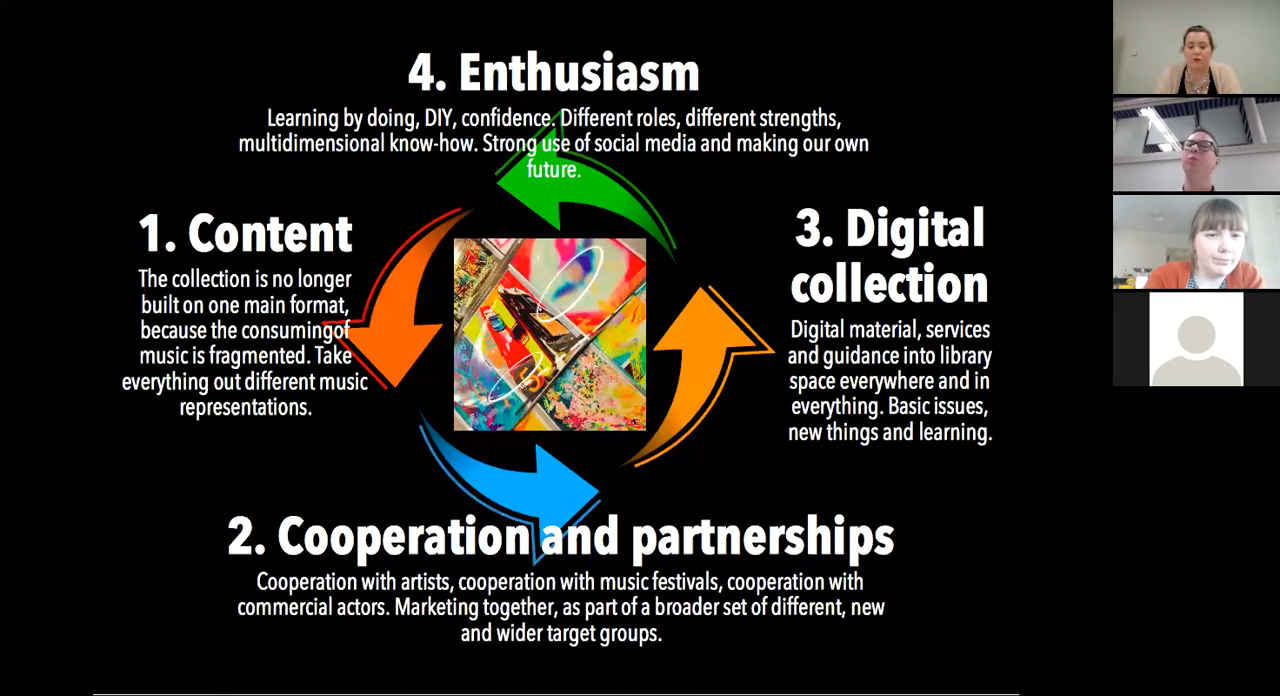 4. Enthusiasm
Learning by doing, DIY, confidence. Different roles, different strengths,
multidimensional know-how. Strong use of social media and making our own
future.
1. Content
The collection is no longer
built on one main format,
because the consumingof
music is fragmented. Take
everything out different music
representations.
2. Cooperation and partnerships
Cooperation with artists, cooperation with music festivals, cooperation with
commercial actors. Marketing together, as part of a broader set of different, new
and wider target groups.
3. Digital
collection
Digital material, services
and guidance into library
space everywhere and in
everything. Basic issues,
new things and learning.